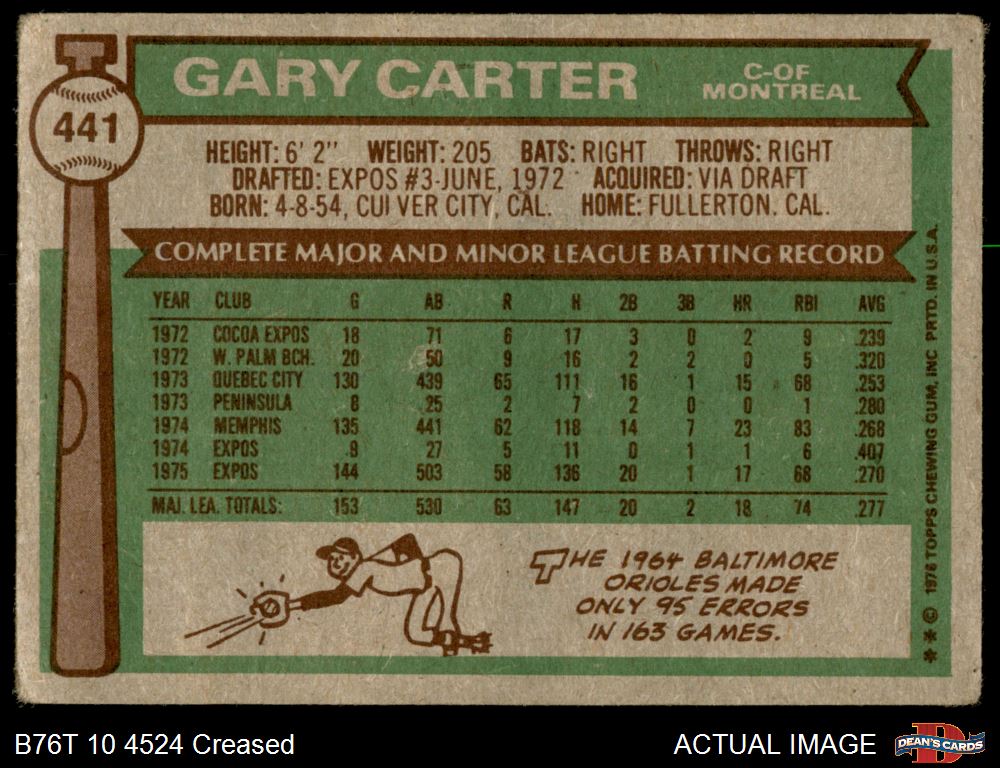 GARY CARTER
C-OF
MONTREAL
441
HEIGHT: 6' 2" WEIGHT: 205 BATS: RIGHT THROWS: RIGHT
DRAFTED: EXPOS #3-JUNE, 1972 ACQUIRED: VIA DRAFT
BORN: 4-8-54, CUI VER CITY, CAL. HOME: FULLERTON. CAL.
COMPLETE MAJOR AND MINOR LEAGUE BATTING RECORD
YEAR CLUB G AB R H 2B 3B HR RBI AVG
1972 COCOA EXPOS 18 71 6 17 3 0 2 9 .239
1972 W. PALM BCH. 20 50 9 16 2 2 0 5 .320
1973 QUEBEC CITY 130 439 65 111 16 1 15 68 .253
1973 PENINSULA 8 25 2 7 2 0 0 1 .280
1974 MEMPHIS 135 441 62 118 14 7 23 83 .268
1974 EXPOS 9 27 5 11 0 1 1 6 .407
1975 EXPOS 144 503 58 136 20 1 17 68 .270
MAJ. LEA. TOTALS: 153 530 63 147 20 2 18 74 .277
THE 1964 BALTIMORE
ORIOLES MADE
ONLY 95 ERRORS
IN 163 GAMES.
* * © 1976 TOPPS CHEWING GUM, INC PRTD. IN U.S.A.
B76T 10 4524 Creased
ACTUAL IMAGE
D
DEAN'S CARDS